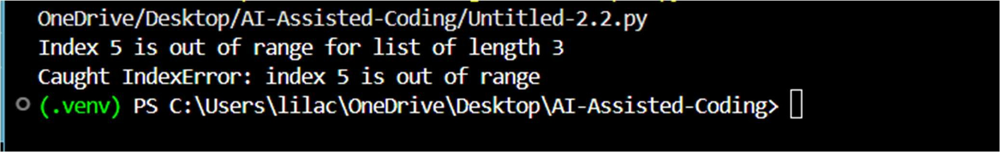 OneDrive/Desktop/AI-Assisted-Coding/Untitled-2.2.py
Index 5 is out of range for list of length 3
Caught IndexError: index 5 is out of range
(.venv) PS C:\Users\lilac\OneDrive\Desktop\AI-Assisted-Coding>